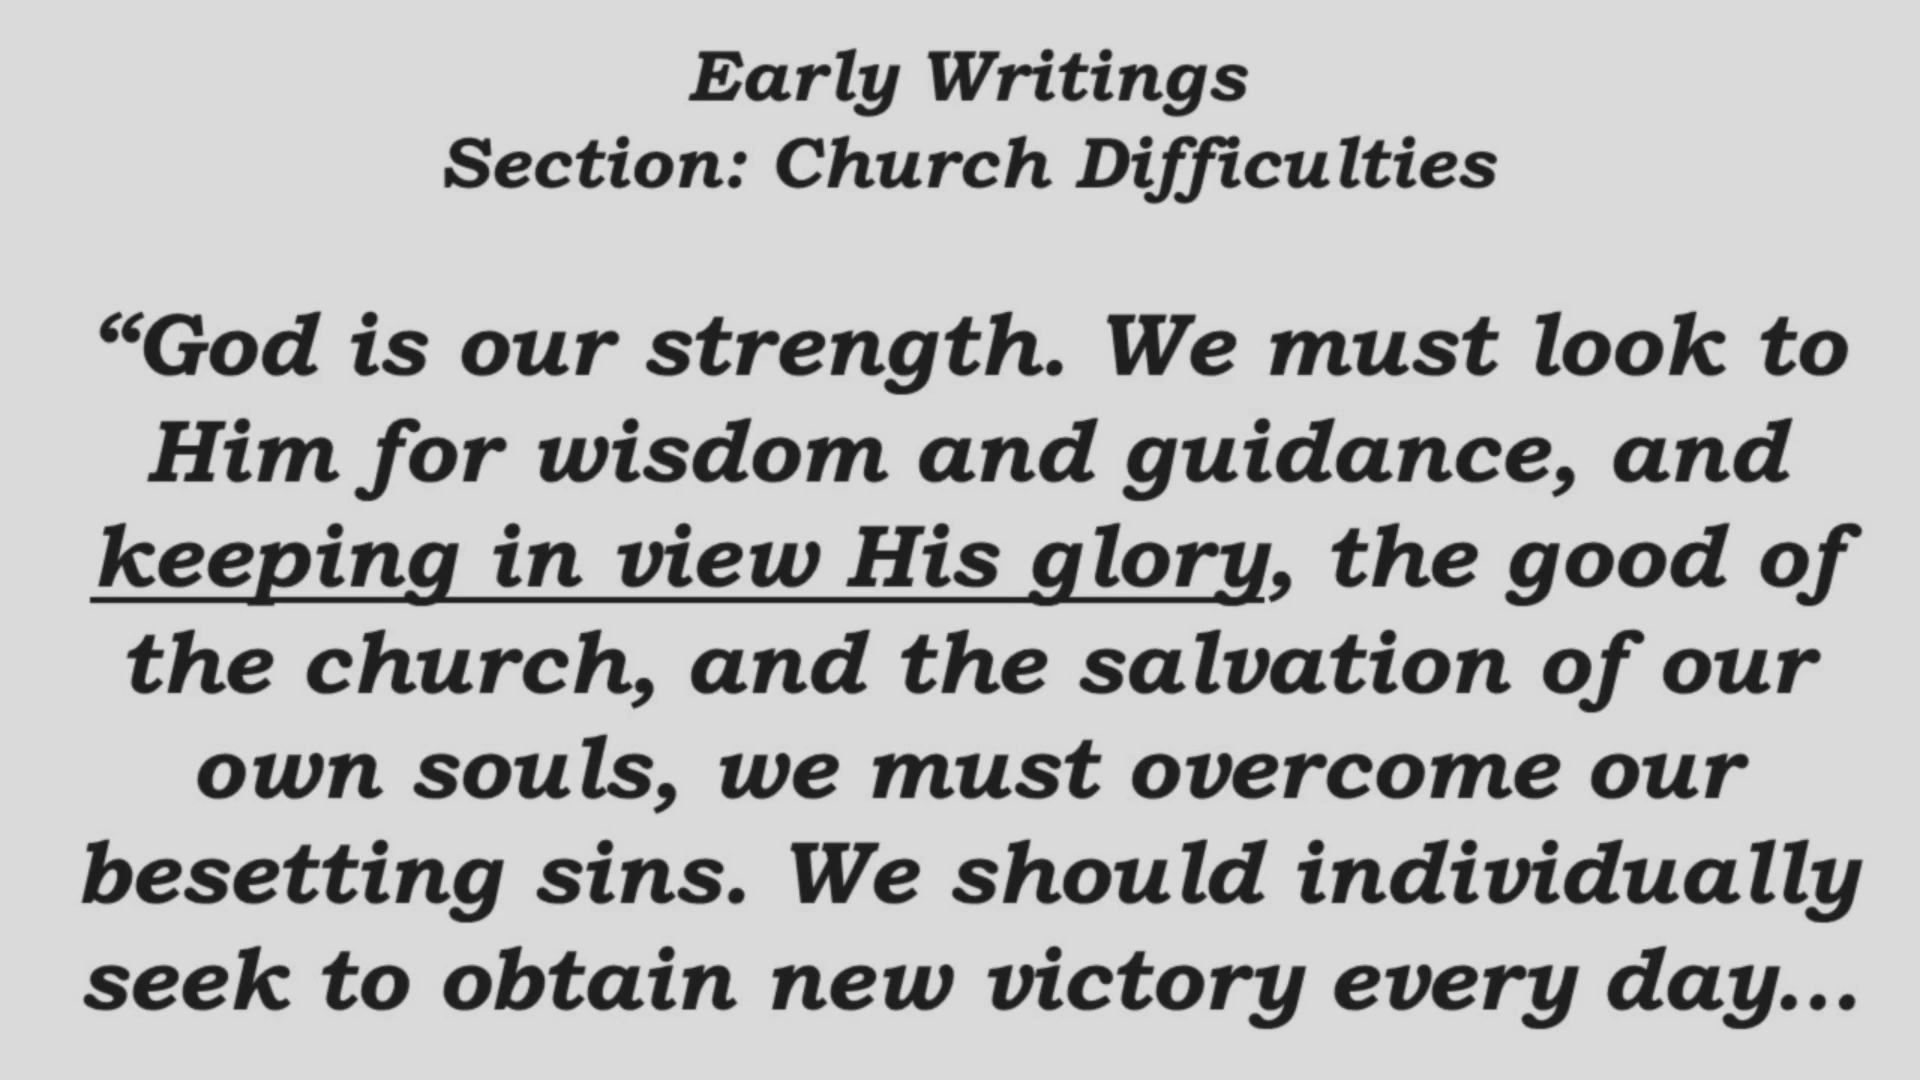 Early Writings
Section: Church Difficulties
“God is our strength. We must look to
Him for wisdom and guidance, and
keeping in view His glory, the good of
the church, and the salvation of our
own souls, we must overcome our
besetting sins. We should individually
seek to obtain new victory every day...